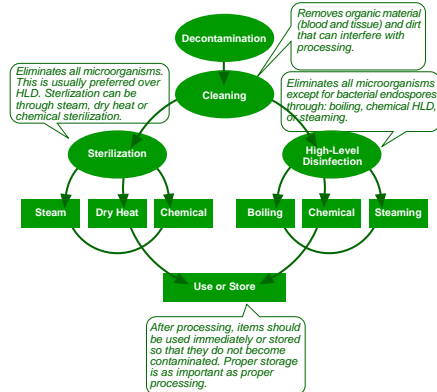 Decontamination
Removes organic material
(blood and tissue) and dirt
that can interfere with
processing.
Cleaning
Eliminates all microorganisms.
This is usually preferred over
HLD. Sterlization can be
through steam, dry heat or
chemical sterilization.
Eliminates all microorganisms
except for bacterial endospores
through: boiling, chemical HLD,
or steaming.
Sterilization
High-Level
Disinfection
Steam
Dry Heat
Chemical
Boiling
Chemical
Steaming
Use or Store
After processing, items should
be used immediately or stored
so that they do not become
contaminated. Proper storage
is as important as proper
processing.